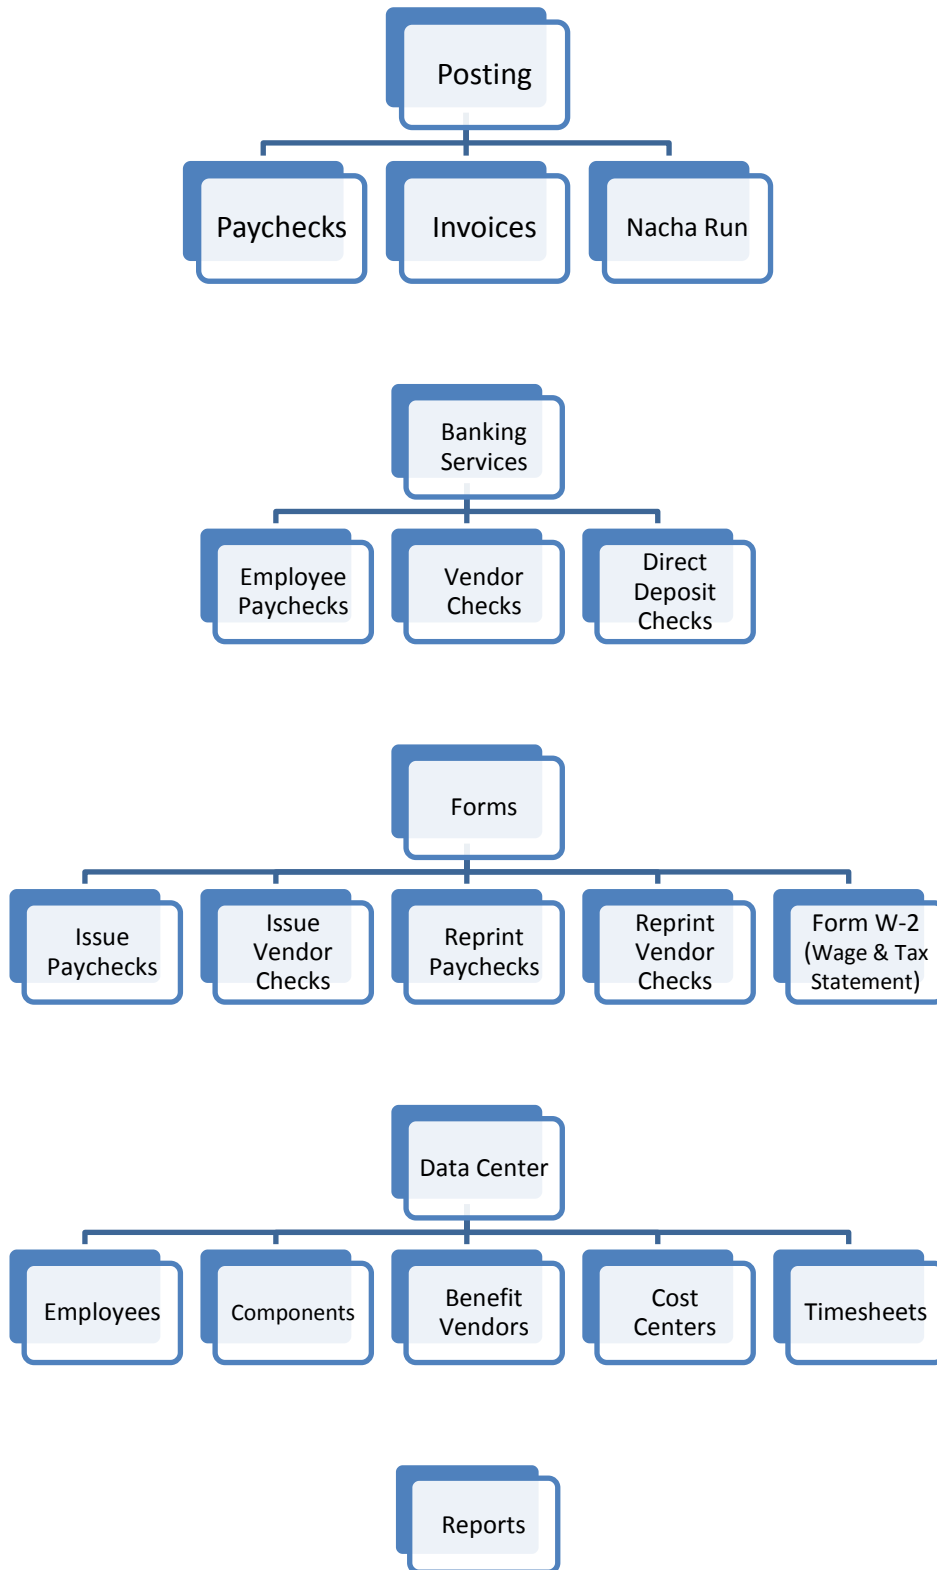 Posting
Paychecks
Invoices
Nacha Run
Banking
Services
Employee
Paychecks
Vendor
Checks
Direct
Deposit
Checks
Forms
Issue
Paychecks
Issue
Vendor
Checks
Reprint
Paychecks
Reprint
Vendor
Checks
Form W-2
(Wage & Tax
Statement)
Data Center
Employees
Components
Benefit
Vendors
Cost
Centers
Timesheets
Reports